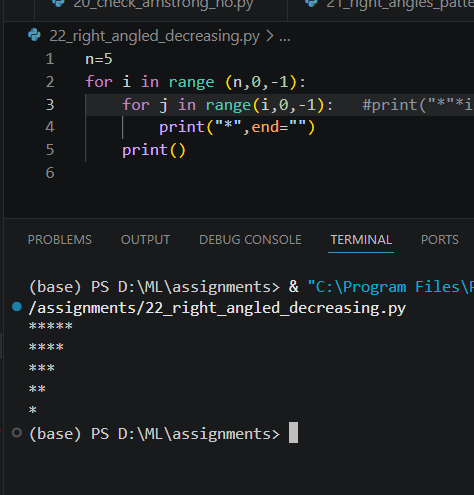 20_check_armstrong_no.py 21_right_angles_patte
22_right_angled_decreasing.py > ...
1 n=5
2 for i in range (n,0,-1):
3 for j in range(i,0,-1): #print("*"*i
4 print("*",end="")
5 print()
6
PROBLEMS OUTPUT DEBUG CONSOLE TERMINAL PORTS
(base) PS D:\ML\assignments> & "C:\Program Files\P
/assignments/22_right_angled_decreasing.py
*****
****
***
**
*
(base) PS D:\ML\assignments>